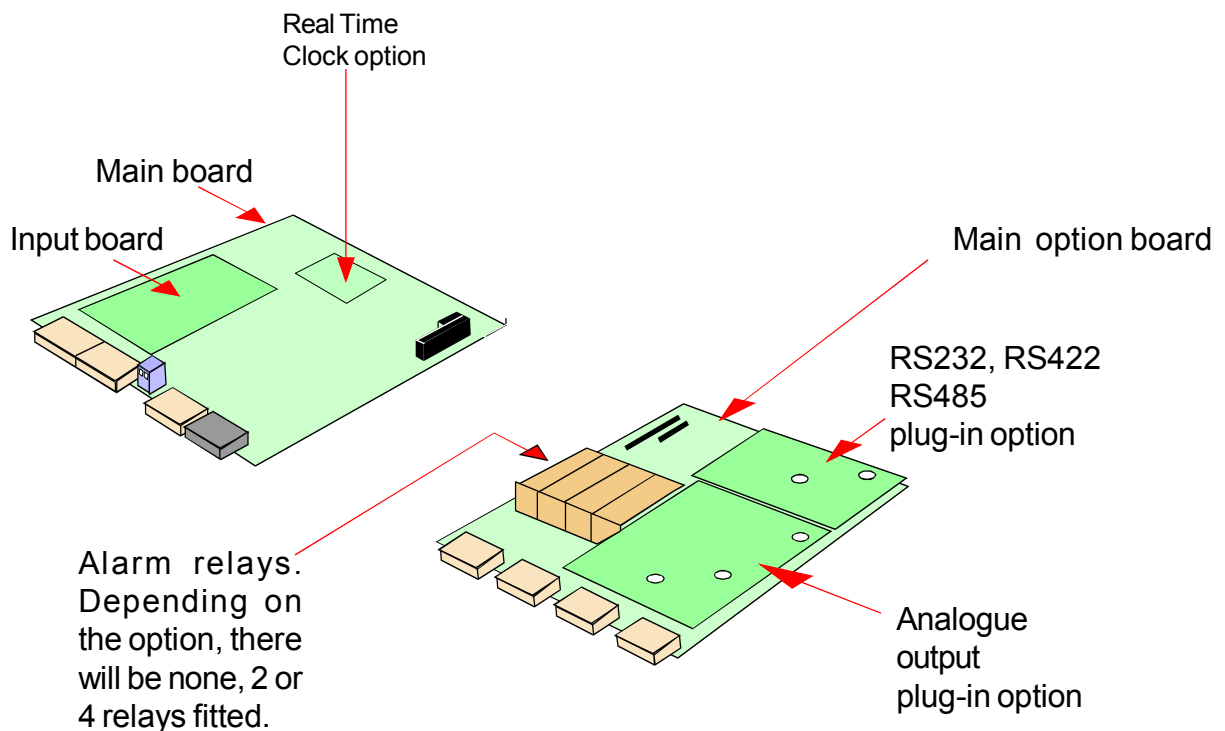 Real Time
Clock option
Main board
Input board
Main option board
RS232, RS422
RS485
plug-in option
Alarm relays.
Depending on
the option, there
will be none, 2 or
4 relays fitted.
Analogue
output
plug-in option